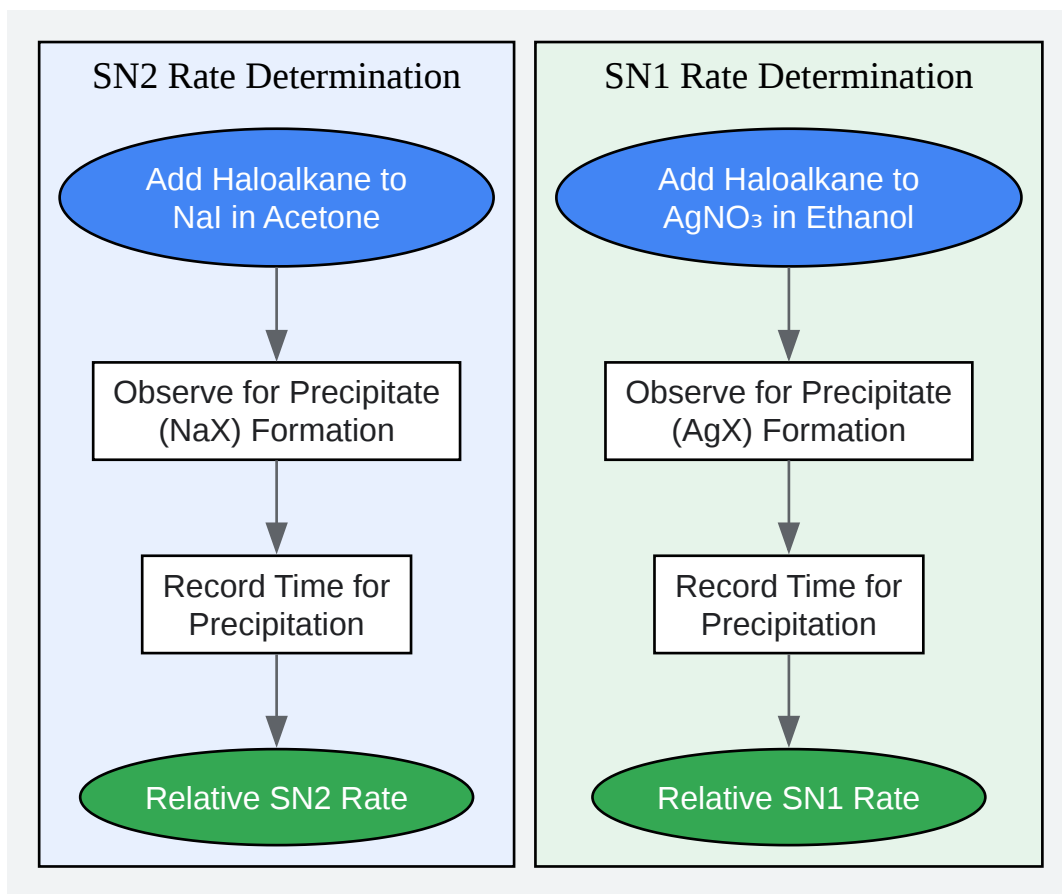 SN2 Rate Determination
Add Haloalkane to
NaI in Acetone
Observe for Precipitate
(NaX) Formation
Record Time for
Precipitation
Relative SN2 Rate
SN1 Rate Determination
Add Haloalkane to
AgNO₃ in Ethanol
Observe for Precipitate
(AgX) Formation
Record Time for
Precipitation
Relative SN1 Rate